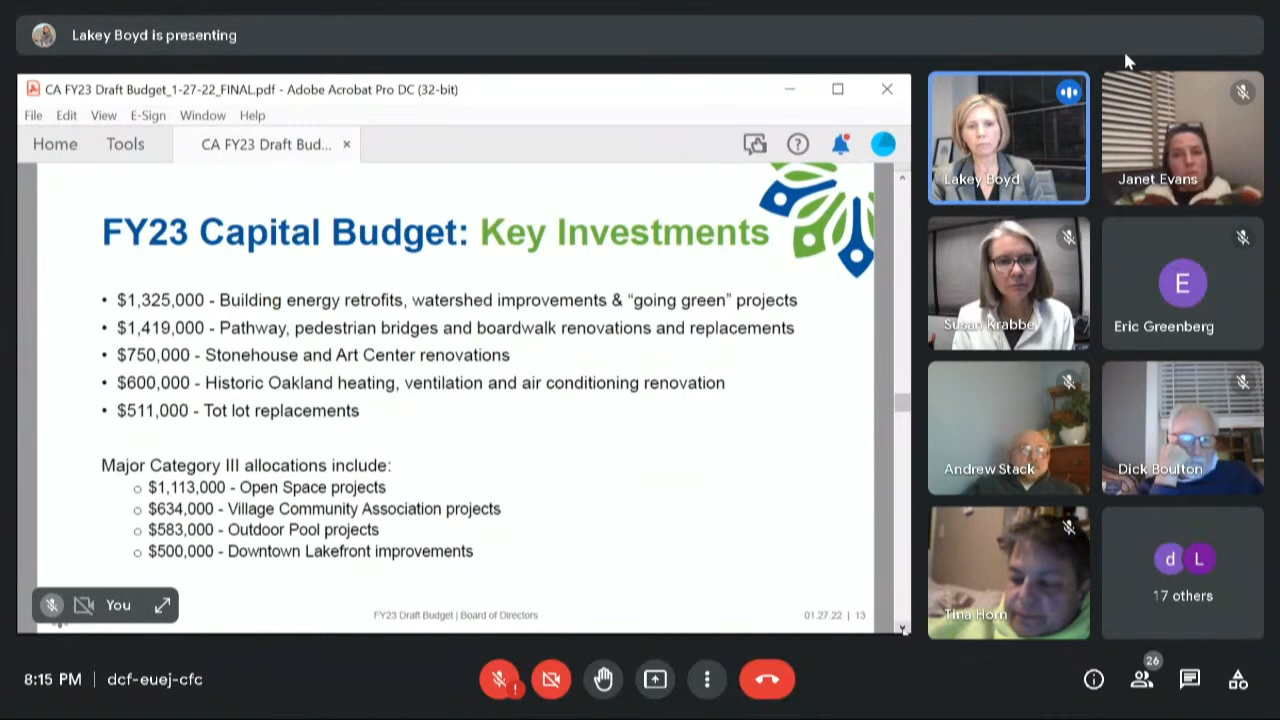 Lakey Boyd is presenting
CA FY23 Draft Budget_1-27-22_FINAL.pdf - Adobe Acrobat Pro DC (32-bit)
File Edit View E-Sign Window Help
Home Tools CA FY23 Draft Bud... ×
FY23 Capital Budget: Key Investments
• $1,325,000 - Building energy retrofits, watershed improvements & “going green” projects
• $1,419,000 - Pathway, pedestrian bridges and boardwalk renovations and replacements
• $750,000 - Stonehouse and Art Center renovations
• $600,000 - Historic Oakland heating, ventilation and air conditioning renovation
• $511,000 - Tot lot replacements
Major Category III allocations include:
○ $1,113,000 - Open Space projects
○ $634,000 - Village Community Association projects
○ $583,000 - Outdoor Pool projects
○ $500,000 - Downtown Lakefront improvements
You
FY23 Draft Budget | Board of Directors 01.27.22 | 13
Lakey Boyd
Janet Evans
Susan Krabbe
E
Eric Greenberg
Andrew Stack
Dick Boulton
Tina Horn
d L
17 others
8:15 PM | dcf-euej-cfc
26